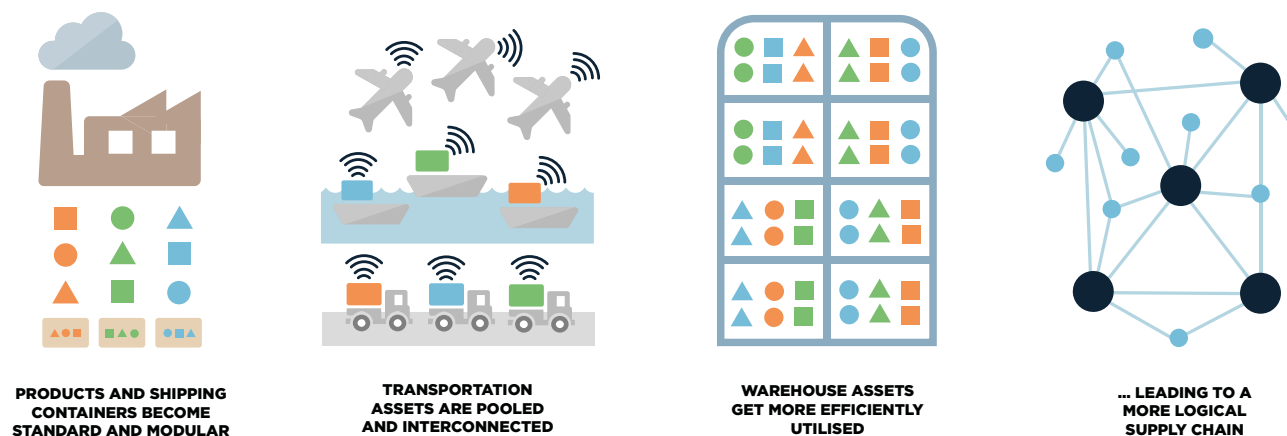 PRODUCTS AND SHIPPING
CONTAINERS BECOME
STANDARD AND MODULAR
TRANSPORTATION
ASSETS ARE POOLED
AND INTERCONNECTED
WAREHOUSE ASSETS
GET MORE EFFICIENTLY
UTILISED
... LEADING TO A
MORE LOGICAL
SUPPLY CHAIN